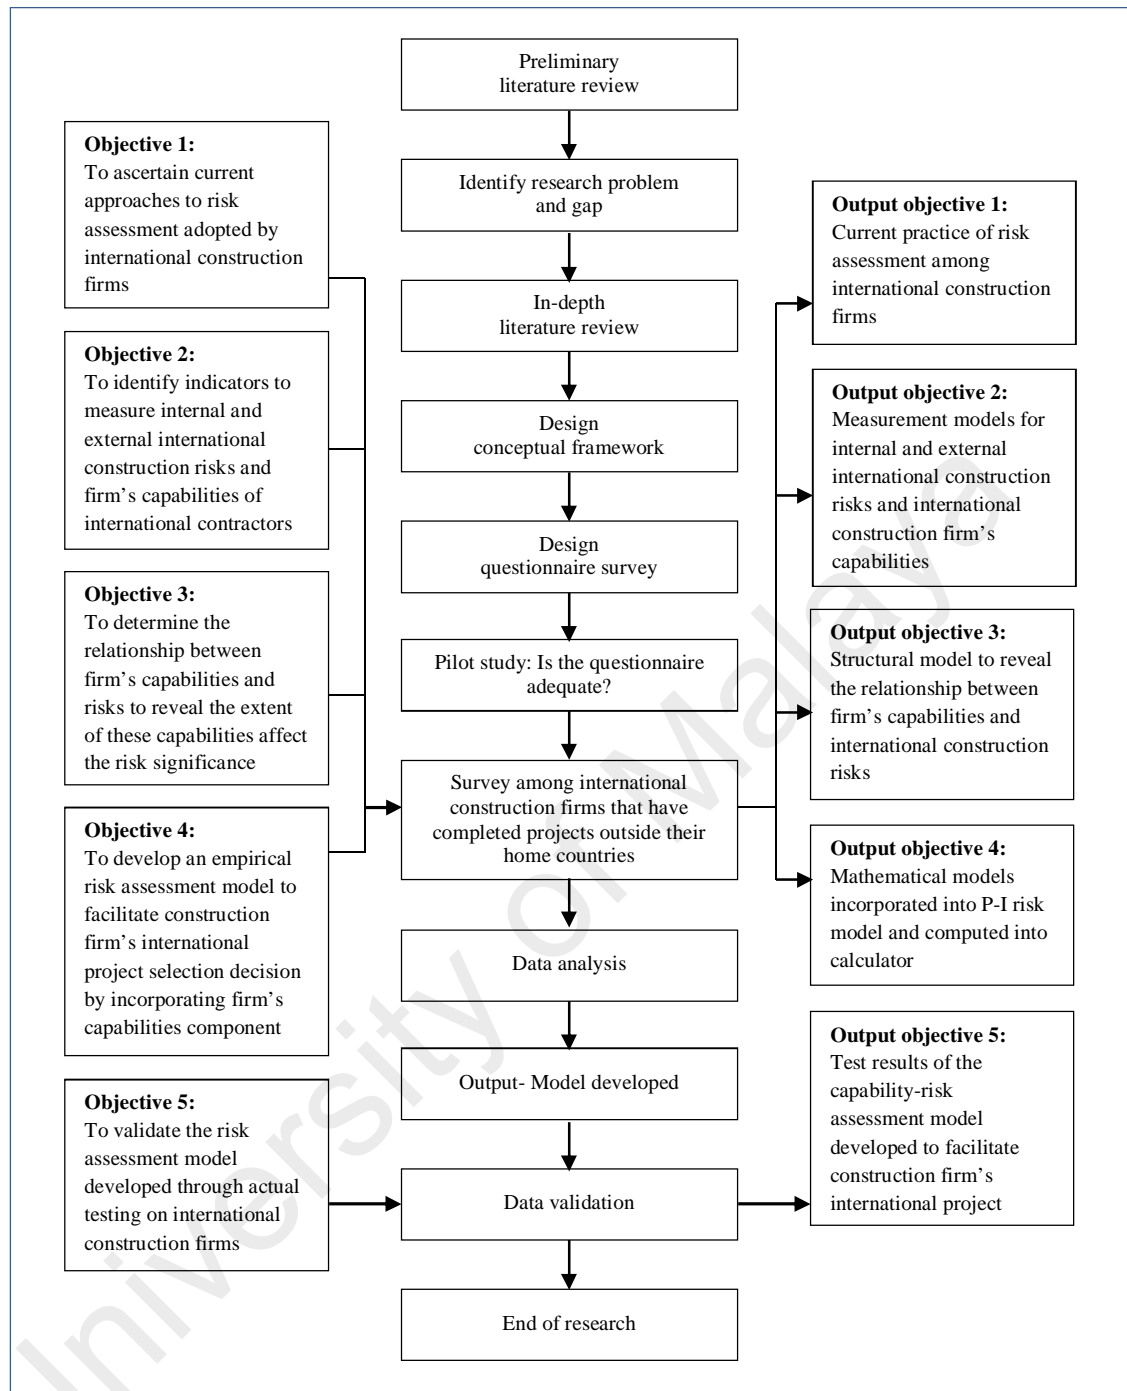 Preliminary
literature review
Identify research problem
and gap
In-depth
literature review
Design
conceptual framework
Design
questionnaire survey
Pilot study: Is the questionnaire
adequate?
Survey among international
construction firms that have
completed projects outside their
home countries
Data analysis
Output- Model developed
Data validation
End of research
Objective 1:
To ascertain current
approaches to risk
assessment adopted by
international construction
firms
Objective 2:
To identify indicators to
measure internal and
external international
construction risks and
firm’s capabilities of
international contractors
Objective 3:
To determine the
relationship between
firm’s capabilities and
risks to reveal the extent
of these capabilities affect
the risk significance
Objective 4:
To develop an empirical
risk assessment model to
facilitate construction
firm’s international
project selection decision
by incorporating firm’s
capabilities component
Objective 5:
To validate the risk
assessment model
developed through actual
testing on international
construction firms
Output objective 1:
Current practice of risk
assessment among
international construction
firms
Output objective 2:
Measurement models for
internal and external
international construction
risks and international
construction firm’s
capabilities
Output objective 3:
Structural model to reveal
the relationship between
firm’s capabilities and
international construction
risks
Output objective 4:
Mathematical models
incorporated into P-I risk
model and computed into
calculator
Output objective 5:
Test results of the
capability-risk
assessment model
developed to facilitate
construction firm’s
international project
University of Malaya